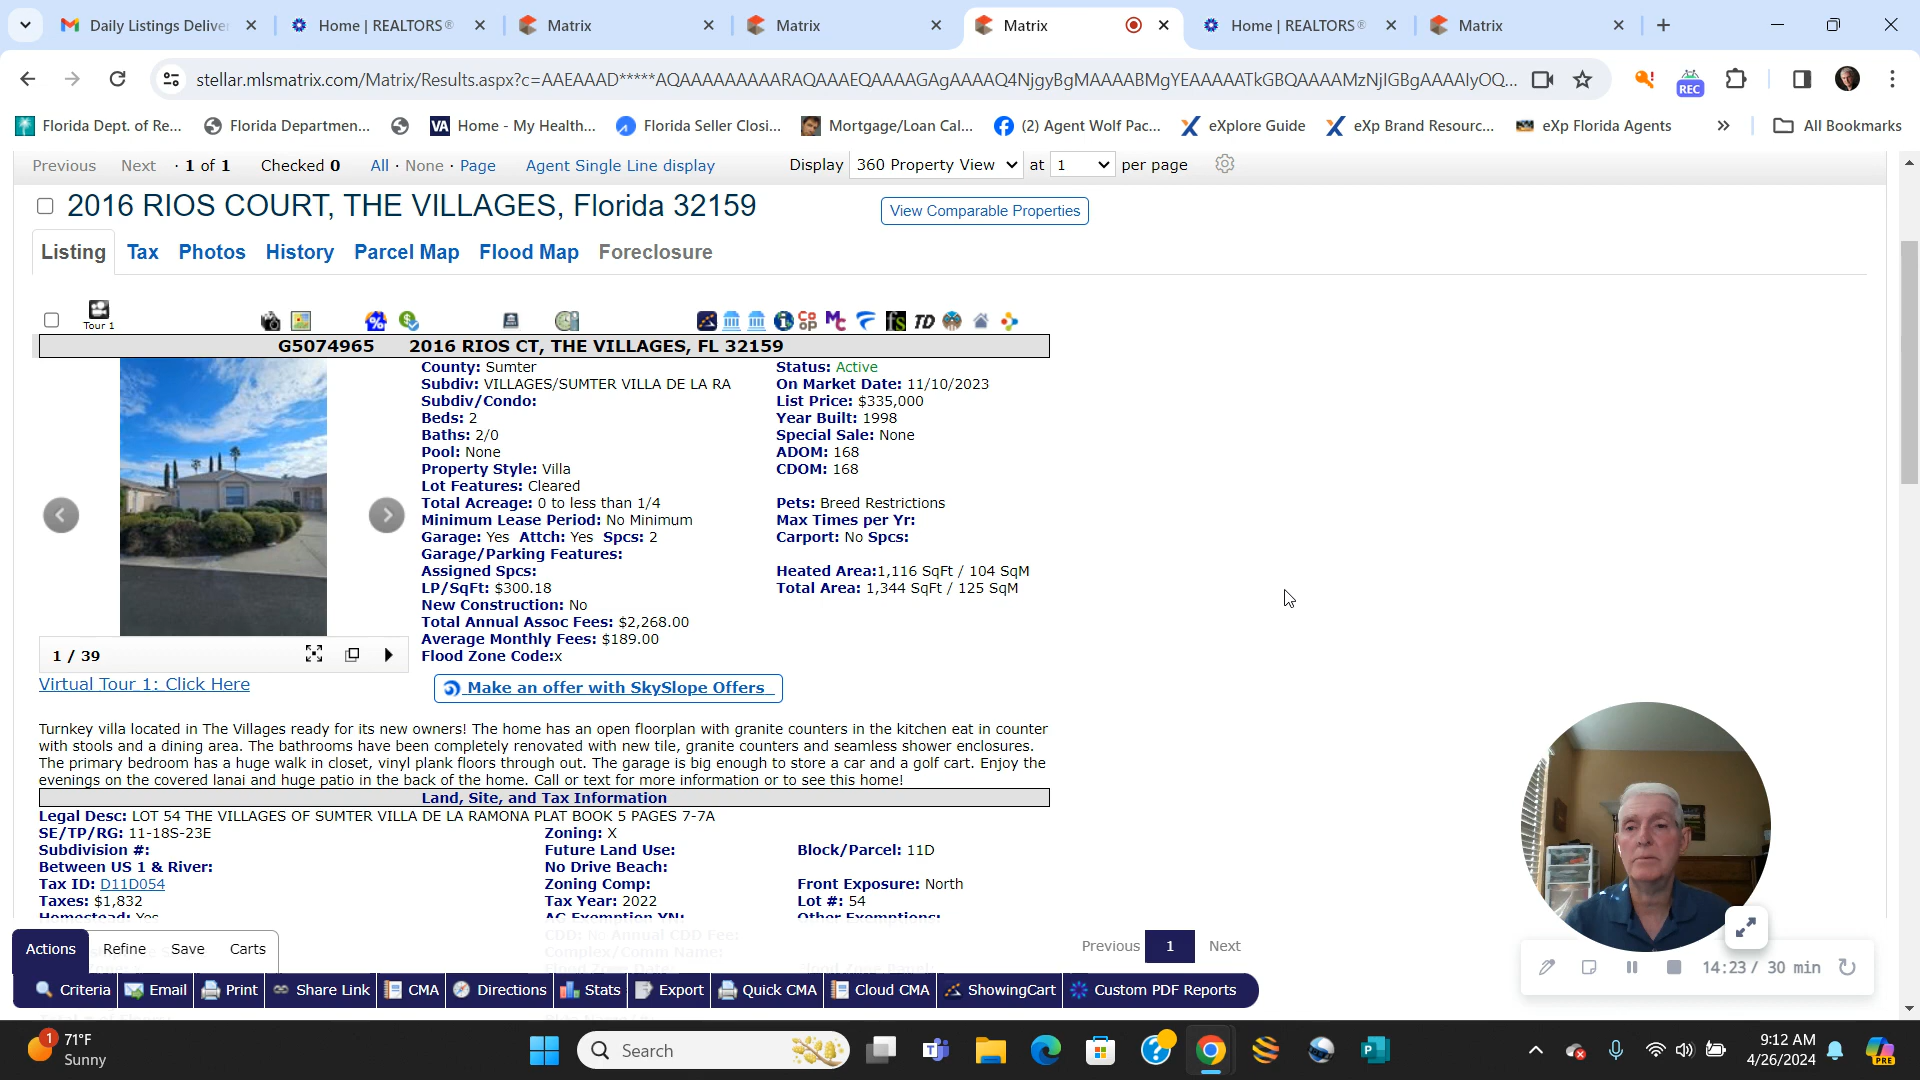 Daily Listings Deliver
Home | REALTORS®
Matrix
Matrix
Matrix
Home | REALTORS®
Matrix
stellar.mlsmatrix.com/Matrix/Results.aspx?c=AAEAAAD*****AQAAAAAAAAARAQAAAEQAAAAGAgAAAAQ4NjgyBgMAAAABMgYEAAAAATkGBQAAAAMzNjIGBgAAAAIyOQ...
REC
Florida Dept. of Re...
Florida Departmen...
VA Home - My Health...
Florida Seller Closi...
Mortgage/Loan Cal...
(2) Agent Wolf Pac...
eXplore Guide
eXp Brand Resourc...
eXp Florida Agents
»
All Bookmarks
Previous Next · 1 of 1 Checked 0 All · None · Page Agent Single Line display Display 360 Property View at 1 per page
2016 RIOS COURT, THE VILLAGES, Florida 32159
View Comparable Properties
Listing Tax Photos History Parcel Map Flood Map Foreclosure
Tour 1
G5074965 2016 RIOS CT, THE VILLAGES, FL 32159
County: Sumter Status: Active
Subdiv: VILLAGES/SUMTER VILLA DE LA RA On Market Date: 11/10/2023
Subdiv/Condo: List Price: $335,000
Beds: 2 Year Built: 1998
Baths: 2/0 Special Sale: None
Pool: None ADOM: 168
Property Style: Villa CDOM: 168
Lot Features: Cleared
Total Acreage: 0 to less than 1/4 Pets: Breed Restrictions
Minimum Lease Period: No Minimum Max Times per Yr:
Garage: Yes Attch: Yes Spcs: 2 Carport: No Spcs:
Garage/Parking Features:
Assigned Spcs: Heated Area:1,116 SqFt / 104 SqM
LP/SqFt: $300.18 Total Area: 1,344 SqFt / 125 SqM
New Construction: No
Total Annual Assoc Fees: $2,268.00
Average Monthly Fees: $189.00
Flood Zone Code:x
1 / 39
Virtual Tour 1: Click Here
Make an offer with SkySlope Offers
Turnkey villa located in The Villages ready for its new owners! The home has an open floorplan with granite counters in the kitchen eat in counter
with stools and a dining area. The bathrooms have been completely renovated with new tile, granite counters and seamless shower enclosures.
The primary bedroom has a huge walk in closet, vinyl plank floors through out. The garage is big enough to store a car and a golf cart. Enjoy the
evenings on the covered lanai and huge patio in the back of the home. Call or text for more information or to see this home!
Land, Site, and Tax Information
Legal Desc: LOT 54 THE VILLAGES OF SUMTER VILLA DE LA RAMONA PLAT BOOK 5 PAGES 7-7A
SE/TP/RG: 11-18S-23E Zoning: X
Subdivision #: Future Land Use: Block/Parcel: 11D
Between US 1 & River: No Drive Beach:
Tax ID: D11D054 Zoning Comp: Front Exposure: North
Taxes: $1,832 Tax Year: 2022 Lot #: 54
Homestead: Yes AG Exemption YN: Other Exemptions:
CDD: No Annual CDD Fee:
Complex/Comm Name:
Actions Refine Save Carts
Previous 1 Next
Criteria Email Print Share Link CMA Directions Stats Export Quick CMA Cloud CMA ShowingCart Custom PDF Reports
14:23 / 30 min
1 71°F
Sunny
Search
9:12 AM
4/26/2024
PRE